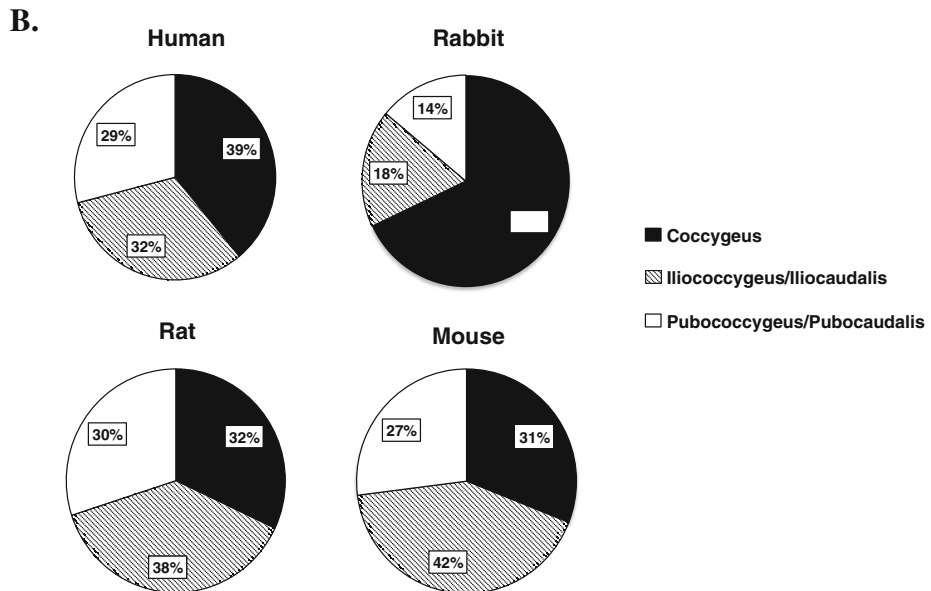 B.
Human
Rabbit
29%
39%
32%
14%
18%
Coccygeus
Iliococcygeus/Iliocaudalis
Pubococcygeus/Pubocaudalis
Rat
Mouse
30%
32%
38%
27%
31%
42%